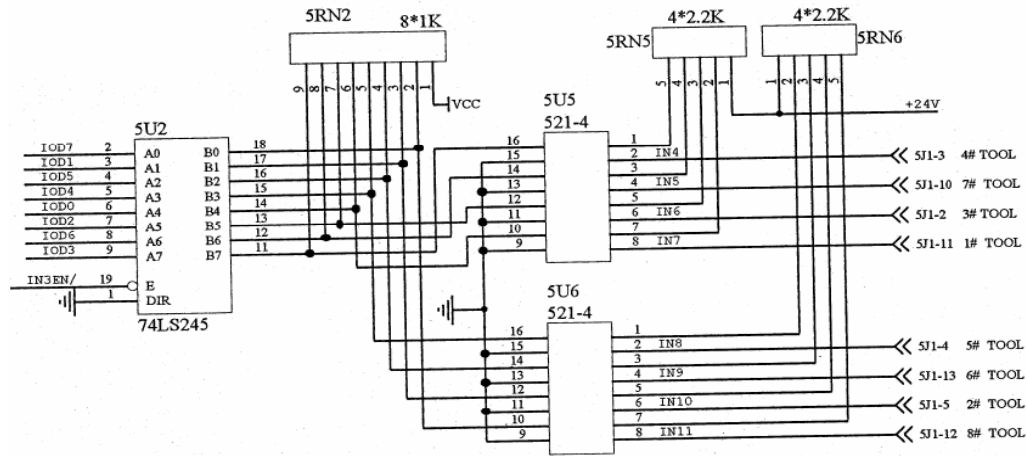 5RN2
8*1K
4*2.2K
4*2.2K
5RN5
5RN6
9 8 7 6 5 4 3 2 1
5 4 3 2 1
1 2 3 4 5
VCC
+24V
5U2
IOD7 2 A0 B0 18
IOD1 3 A1 B1 17
IOD5 4 A2 B2 16
IOD4 5 A3 B3 15
IOD0 6 A4 B4 14
IOD2 7 A5 B5 13
IOD6 8 A6 B6 12
IOD3 9 A7 B7 11
IN3EN/ 19 E
1 DIR
74LS245
5U5
521-4
16 1
15 2 IN4 5J1-3 4# TOOL
14 3
13 4 IN5 5J1-10 7# TOOL
12 5
11 6 IN6 5J1-2 3# TOOL
10 7
9 8 IN7 5J1-11 1# TOOL
5U6
521-4
16 1
15 2 IN8 5J1-4 5# TOOL
14 3
13 4 IN9 5J1-13 6# TOOL
12 5
11 6 IN10 5J1-5 2# TOOL
10 7
9 8 IN11 5J1-12 8# TOOL